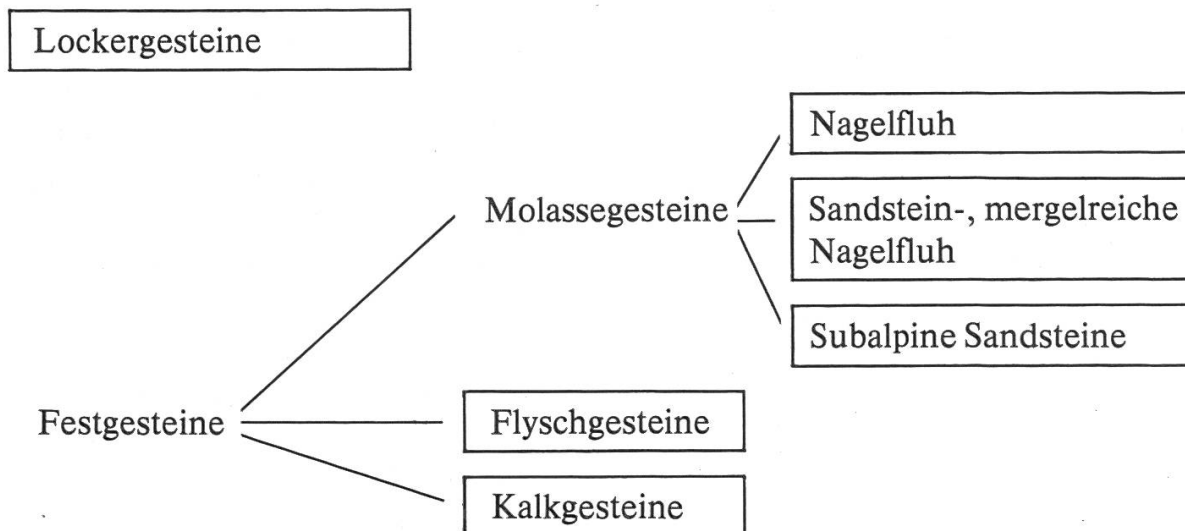 Lockergesteine
Nagelfluh
Molassegesteine
Sandstein-, mergelreiche
Nagelfluh
Subalpine Sandsteine
Festgesteine
Flyschgesteine
Kalkgesteine